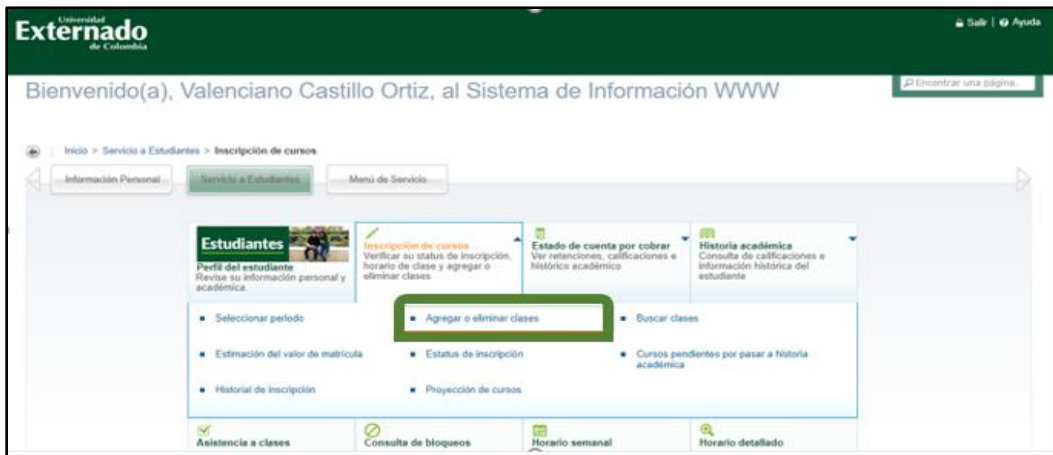 Universidad
Externado
de Colombia
Salir | Ayuda
Bienvenido(a), Valenciano Castillo Ortiz, al Sistema de Información WWW
Encontrar una página.
Inicio > Servicio a Estudiantes > Inscripción de cursos
Información Personal
Servicio a Estudiantes
Menú de Servicio
Estudiantes
Perfil del estudiante
Revise su información personal y
académica.
Inscripción de cursos
Verificar su status de inscripción,
horario de clase y agregar o
eliminar clases
Estado de cuenta por cobrar
Ver retenciones, calificaciones e
histórico académico
Historia académica
Consulta de calificaciones e
información histórica del
estudiante
Seleccionar periodo
Agregar o eliminar clases
Buscar clases
Estimación del valor de matrícula
Estatus de inscripción
Cursos pendientes por pasar a historia
académica
Historial de inscripción
Proyección de cursos
Asistencia a clases
Consulta de bloqueos
Horario semanal
Horario detallado